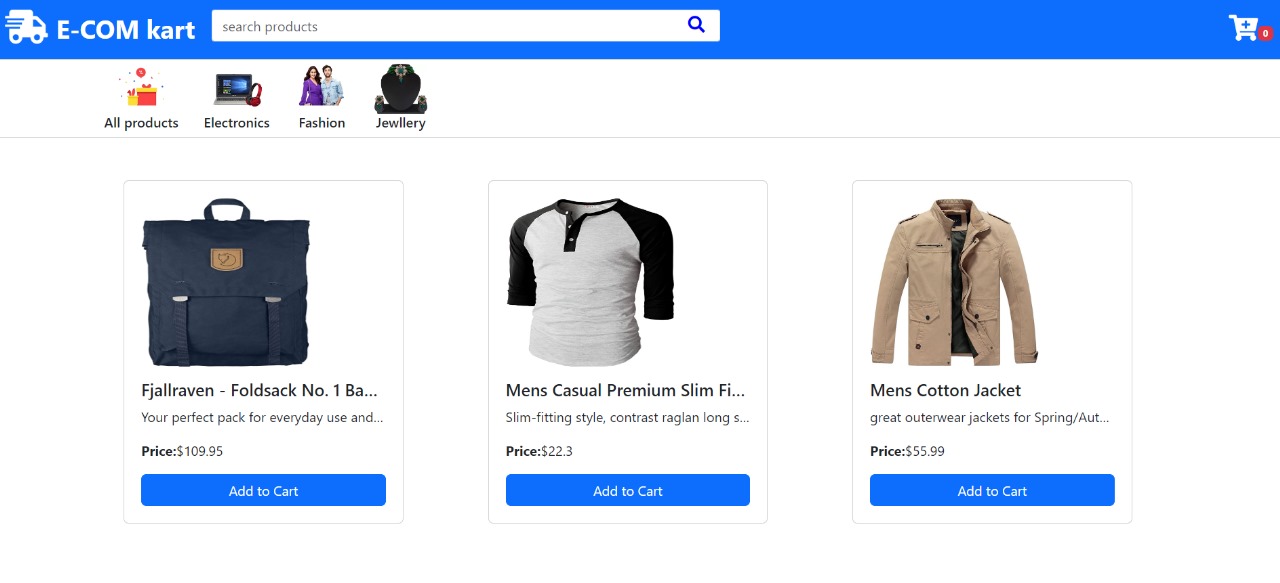 E-COM kart
search products
0
All products
Electronics
Fashion
Jewllery
Fjallraven - Foldsack No. 1 Ba...
Your perfect pack for everyday use and...
Price:$109.95
Add to Cart
Mens Casual Premium Slim Fi...
Slim-fitting style, contrast raglan long s...
Price:$22.3
Add to Cart
Mens Cotton Jacket
great outerwear jackets for Spring/Aut...
Price:$55.99
Add to Cart